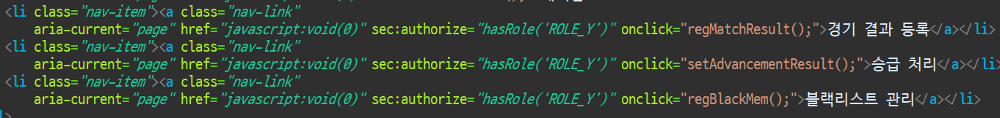 <li class="nav-item"><a class="nav-link"
aria-current="page" href="javascript:void(0)" sec:authorize="hasRole('ROLE_Y')" onclick="regMatchResult();">경기 결과 등록</a></li>
<li class="nav-item"><a class="nav-link"
aria-current="page" href="javascript:void(0)" sec:authorize="hasRole('ROLE_Y')" onclick="setAdvancementResult();">승급 처리</a></li>
<li class="nav-item"><a class="nav-link"
aria-current="page" href="javascript:void(0)" sec:authorize="hasRole('ROLE_Y')" onclick="regBlackMem();">블랙리스트 관리</a></li>